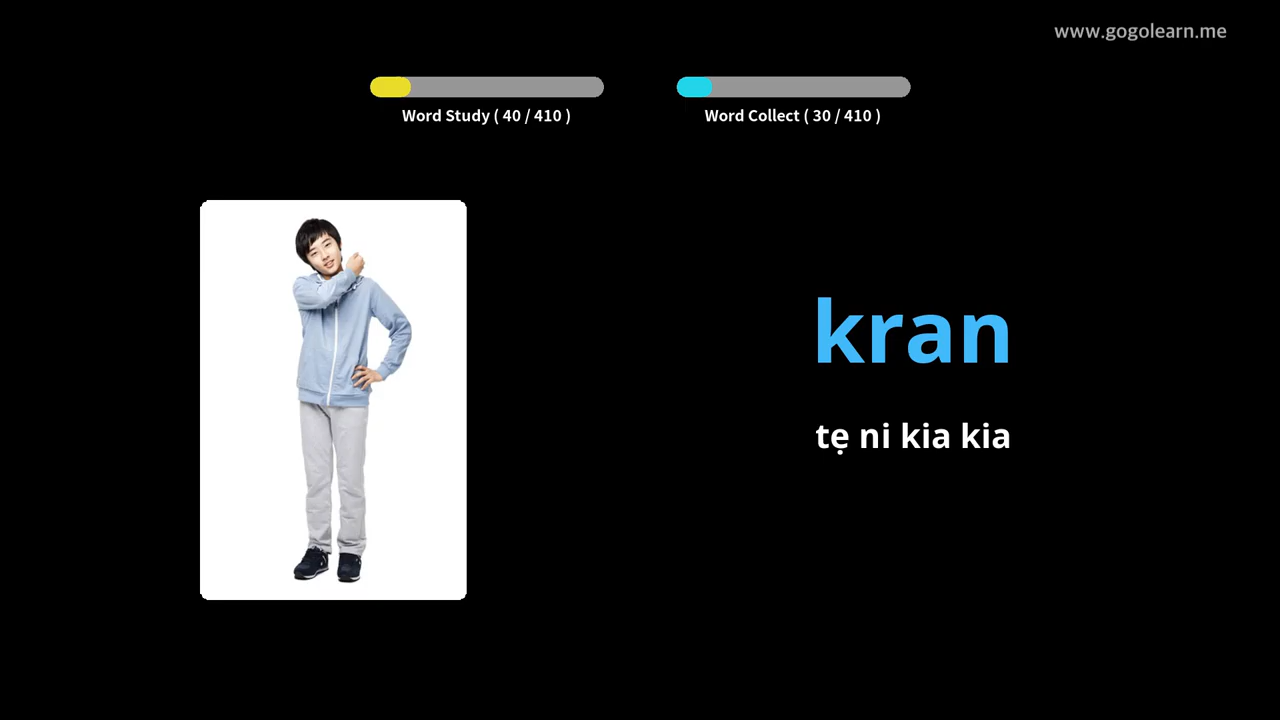 www.gogolearn.me
Word Study ( 40 / 410 )
Word Collect ( 30 / 410 )
kran
tẹ ni kia kia